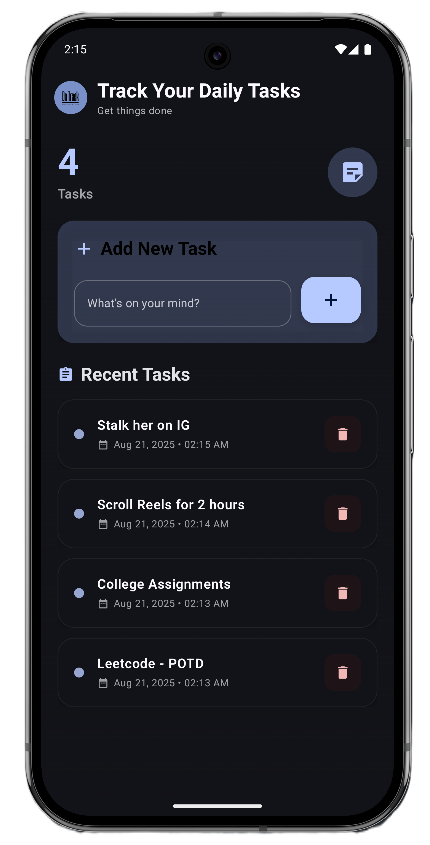 2:15
Track Your Daily Tasks
Get things done
4
Tasks
+ Add New Task
What's on your mind?
+
Recent Tasks
Stalk her on IG
Aug 21, 2025 • 02:15 AM
Scroll Reels for 2 hours
Aug 21, 2025 • 02:14 AM
College Assignments
Aug 21, 2025 • 02:13 AM
Leetcode - POTD
Aug 21, 2025 • 02:13 AM